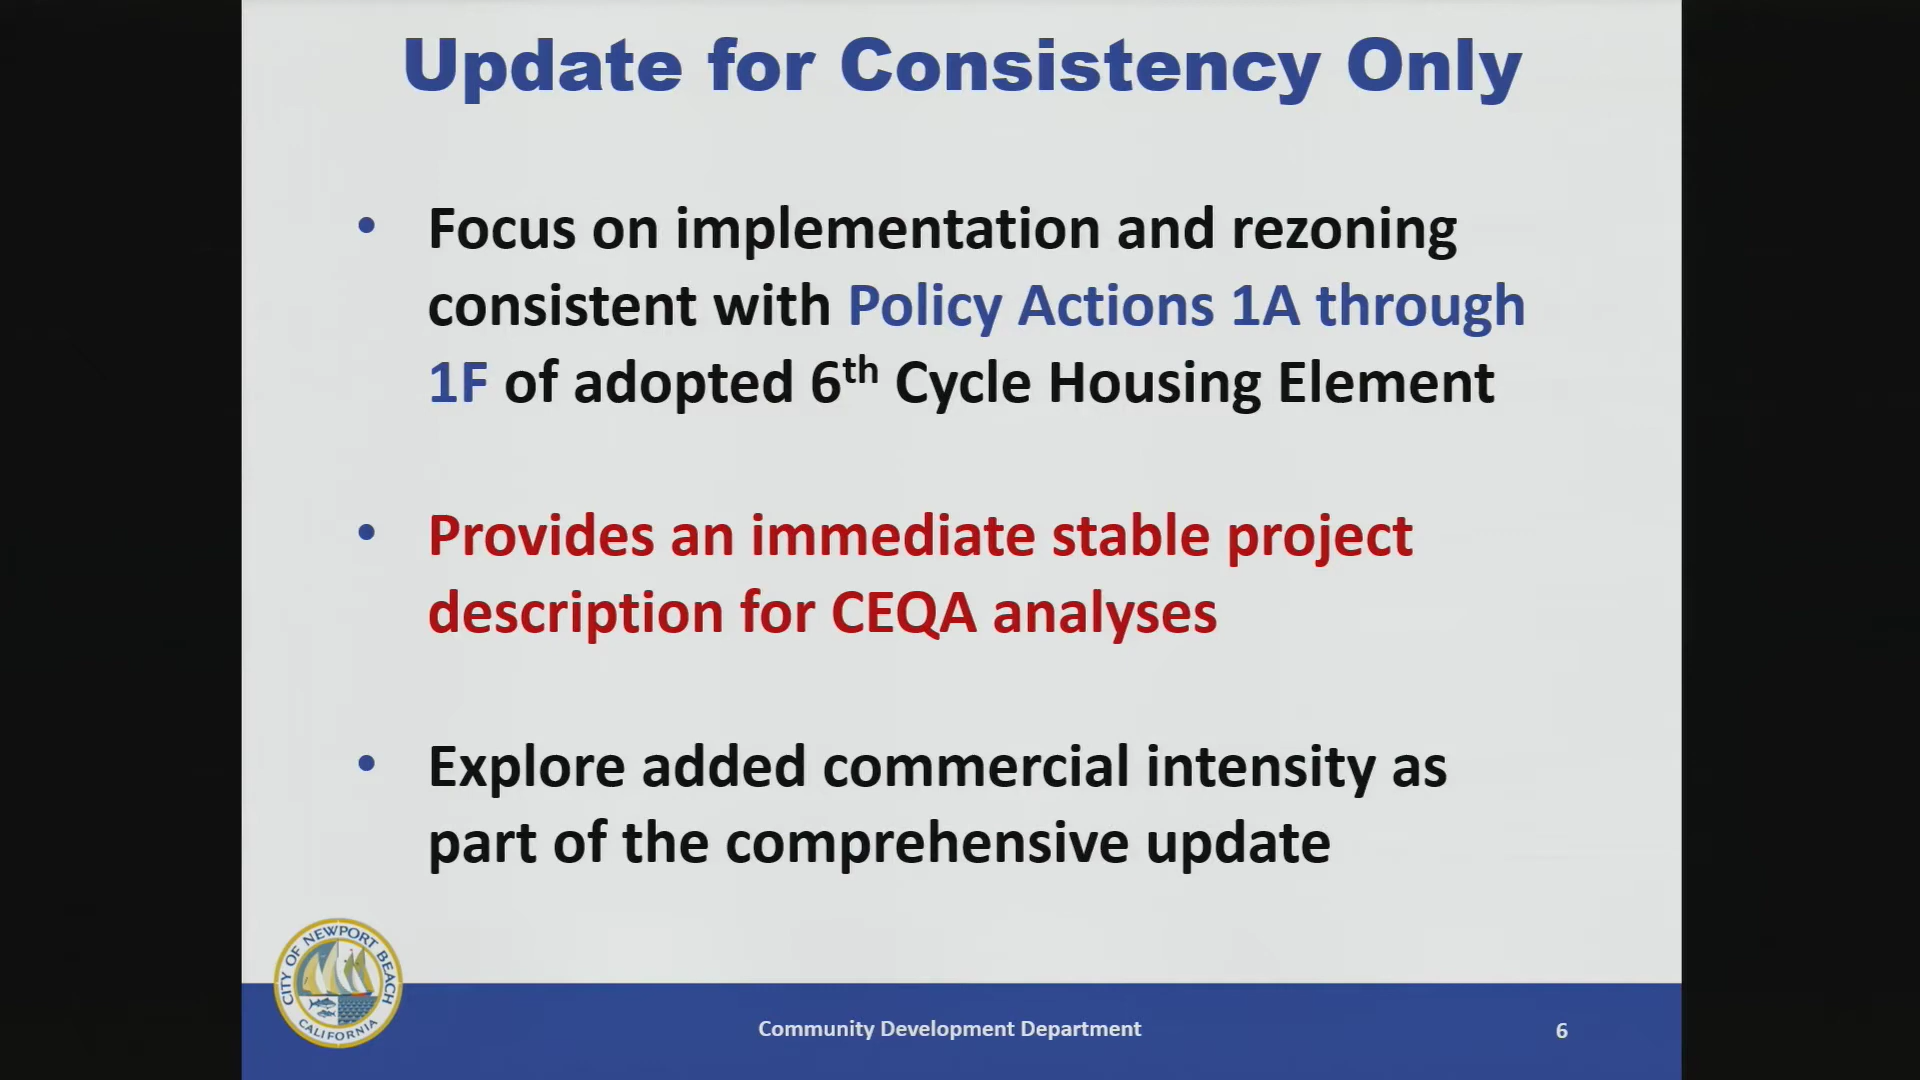 Update for Consistency Only
• Focus on implementation and rezoning
consistent with Policy Actions 1A through
1F of adopted 6th Cycle Housing Element
• Provides an immediate stable project
description for CEQA analyses
• Explore added commercial intensity as
part of the comprehensive update
CITY OF NEWPORT BEACH
CALIFORNIA
Community Development Department
6